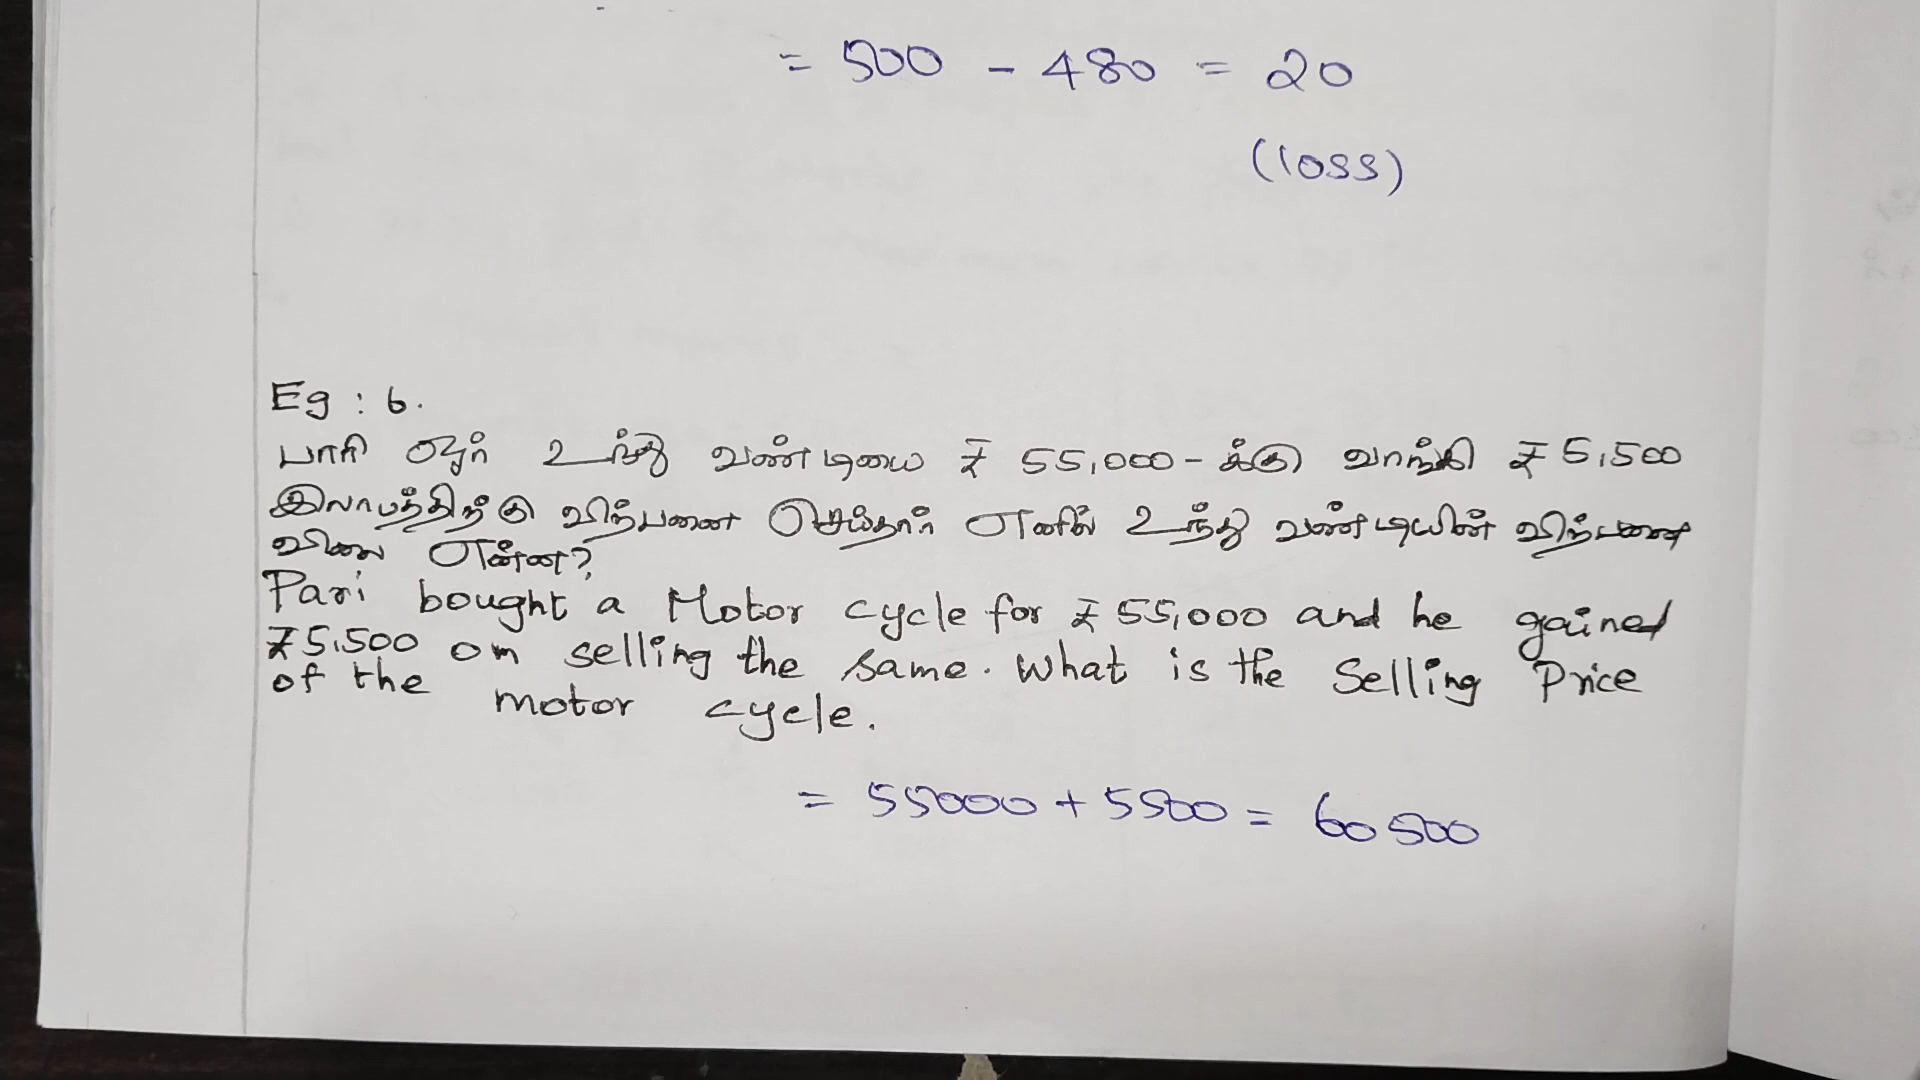 = 500 - 480 = 20
(loss)
Eg : 6.
பாரி ஓர் உந்து வண்டியை ₹ 55,000 - க்கு வாங்கி ₹ 5,500
இலாபத்திற்கு விற்பனை செய்தார் எனில் உந்து வண்டியின் விற்பனை
விலை என்ன?
Pari bought a Motor cycle for ₹ 55,000 and he gained
₹5,500 on selling the same. What is the Selling Price
of the motor cycle.
= 55000 + 5500 = 60500